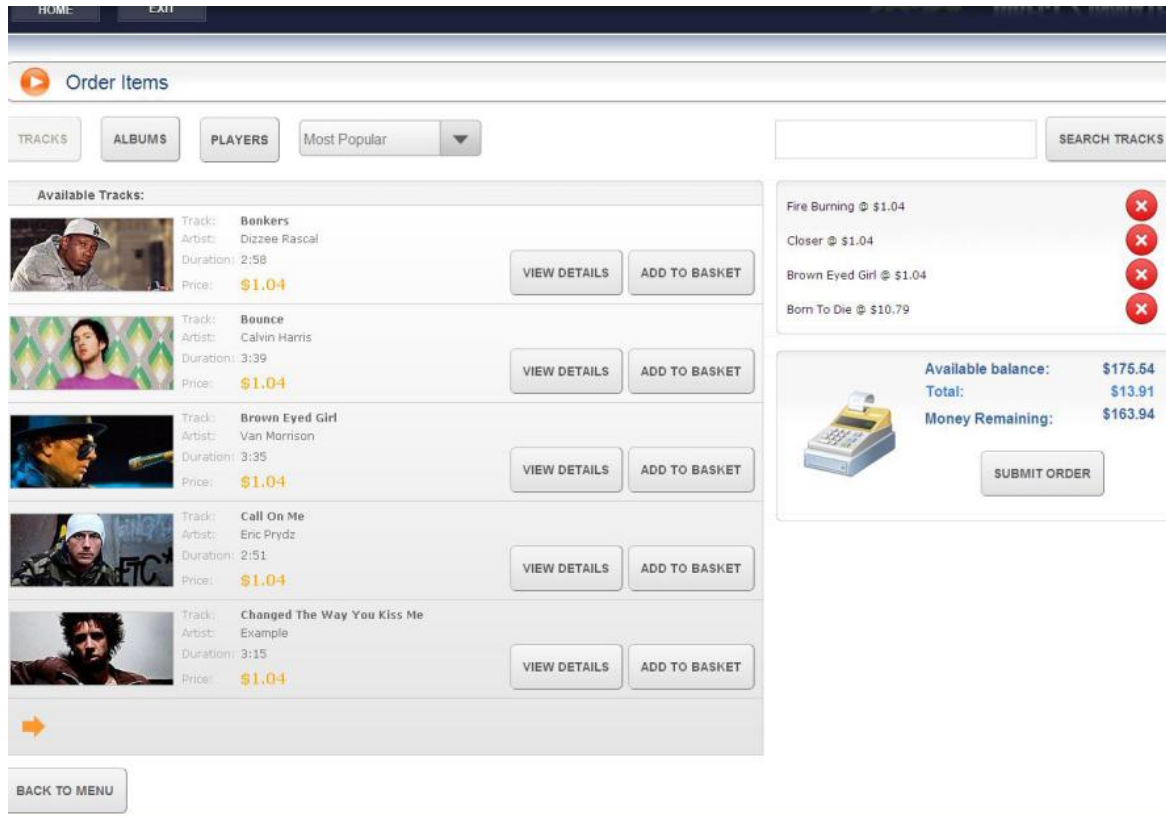 HOME EXIT
Order Items
TRACKS ALBUMS PLAYERS Most Popular SEARCH TRACKS
Available Tracks:
Track: Bonkers
Artist: Dizzee Rascal
Duration: 2:58
Price: $1.04
VIEW DETAILS ADD TO BASKET
Track: Bounce
Artist: Calvin Harris
Duration: 3:39
Price: $1.04
VIEW DETAILS ADD TO BASKET
Track: Brown Eyed Girl
Artist: Van Morrison
Duration: 3:35
Price: $1.04
VIEW DETAILS ADD TO BASKET
Track: Call On Me
Artist: Eric Prydz
Duration: 2:51
Price: $1.04
VIEW DETAILS ADD TO BASKET
Track: Changed The Way You Kiss Me
Artist: Example
Duration: 3:15
Price: $1.04
VIEW DETAILS ADD TO BASKET
BACK TO MENU
Fire Burning @ $1.04
Closer @ $1.04
Brown Eyed Girl @ $1.04
Born To Die @ $10.79
Available balance: $175.54
Total: $13.91
Money Remaining: $163.94
SUBMIT ORDER